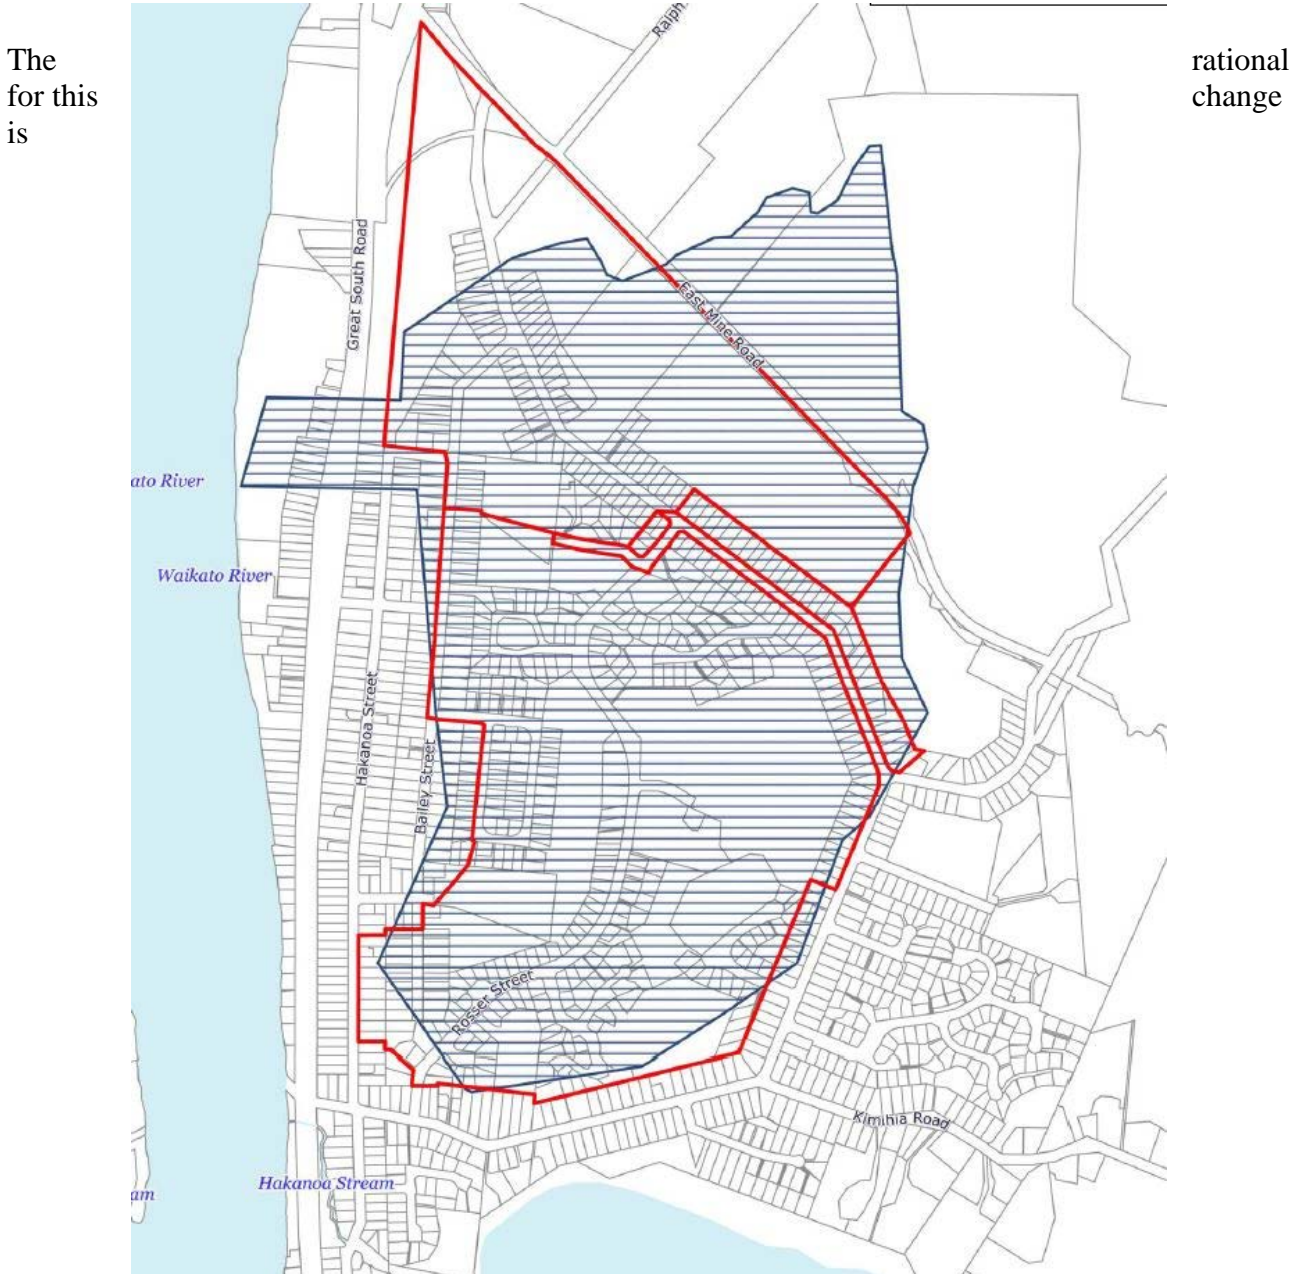 The rational
for this change
is
Ralph
Great South Road
East Mine Road
ato River
Waikato River
Hakanoa Street
Bailey Street
Rosser Street
Kimihia Road
Hakanoa Stream
am